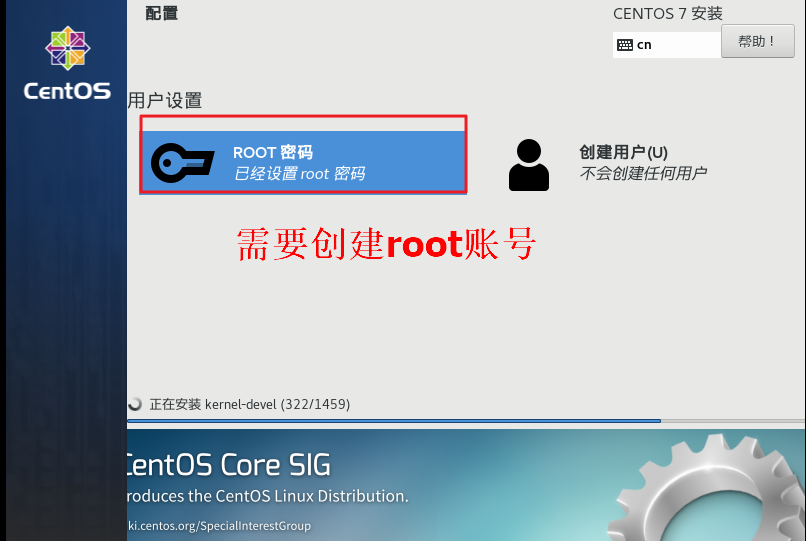 配置
CENTOS 7 安装
cn
帮助！
CentOS
用户设置
ROOT 密码
已经设置 root 密码
创建用户(U)
不会创建任何用户
需要创建root账号
正在安装 kernel-devel (322/1459)
CentOS Core SIG
roduces the CentOS Linux Distribution.
ki.centos.org/SpecialInterestGroup